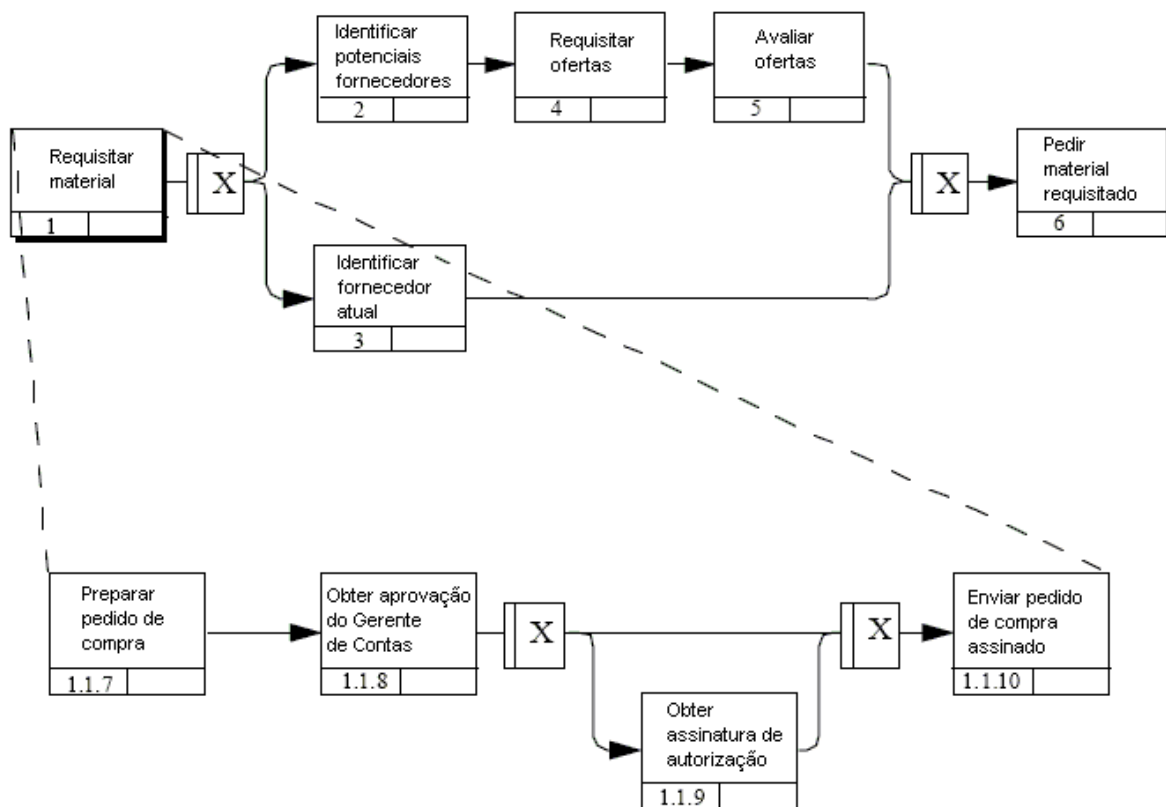 Identificar
potenciais
fornecedores
2
Requisitar
ofertas
4
Avaliar
ofertas
5
Requisitar
material
1
X
X
Pedir
material
requisitado
6
Identificar
fornecedor
atual
3
Preparar
pedido de
compra
1.1.7
Obter aprovação
do Gerente
de Contas
1.1.8
X
X
Enviar pedido
de compra
assinado
1.1.10
Obter
assinatura de
autorização
1.1.9